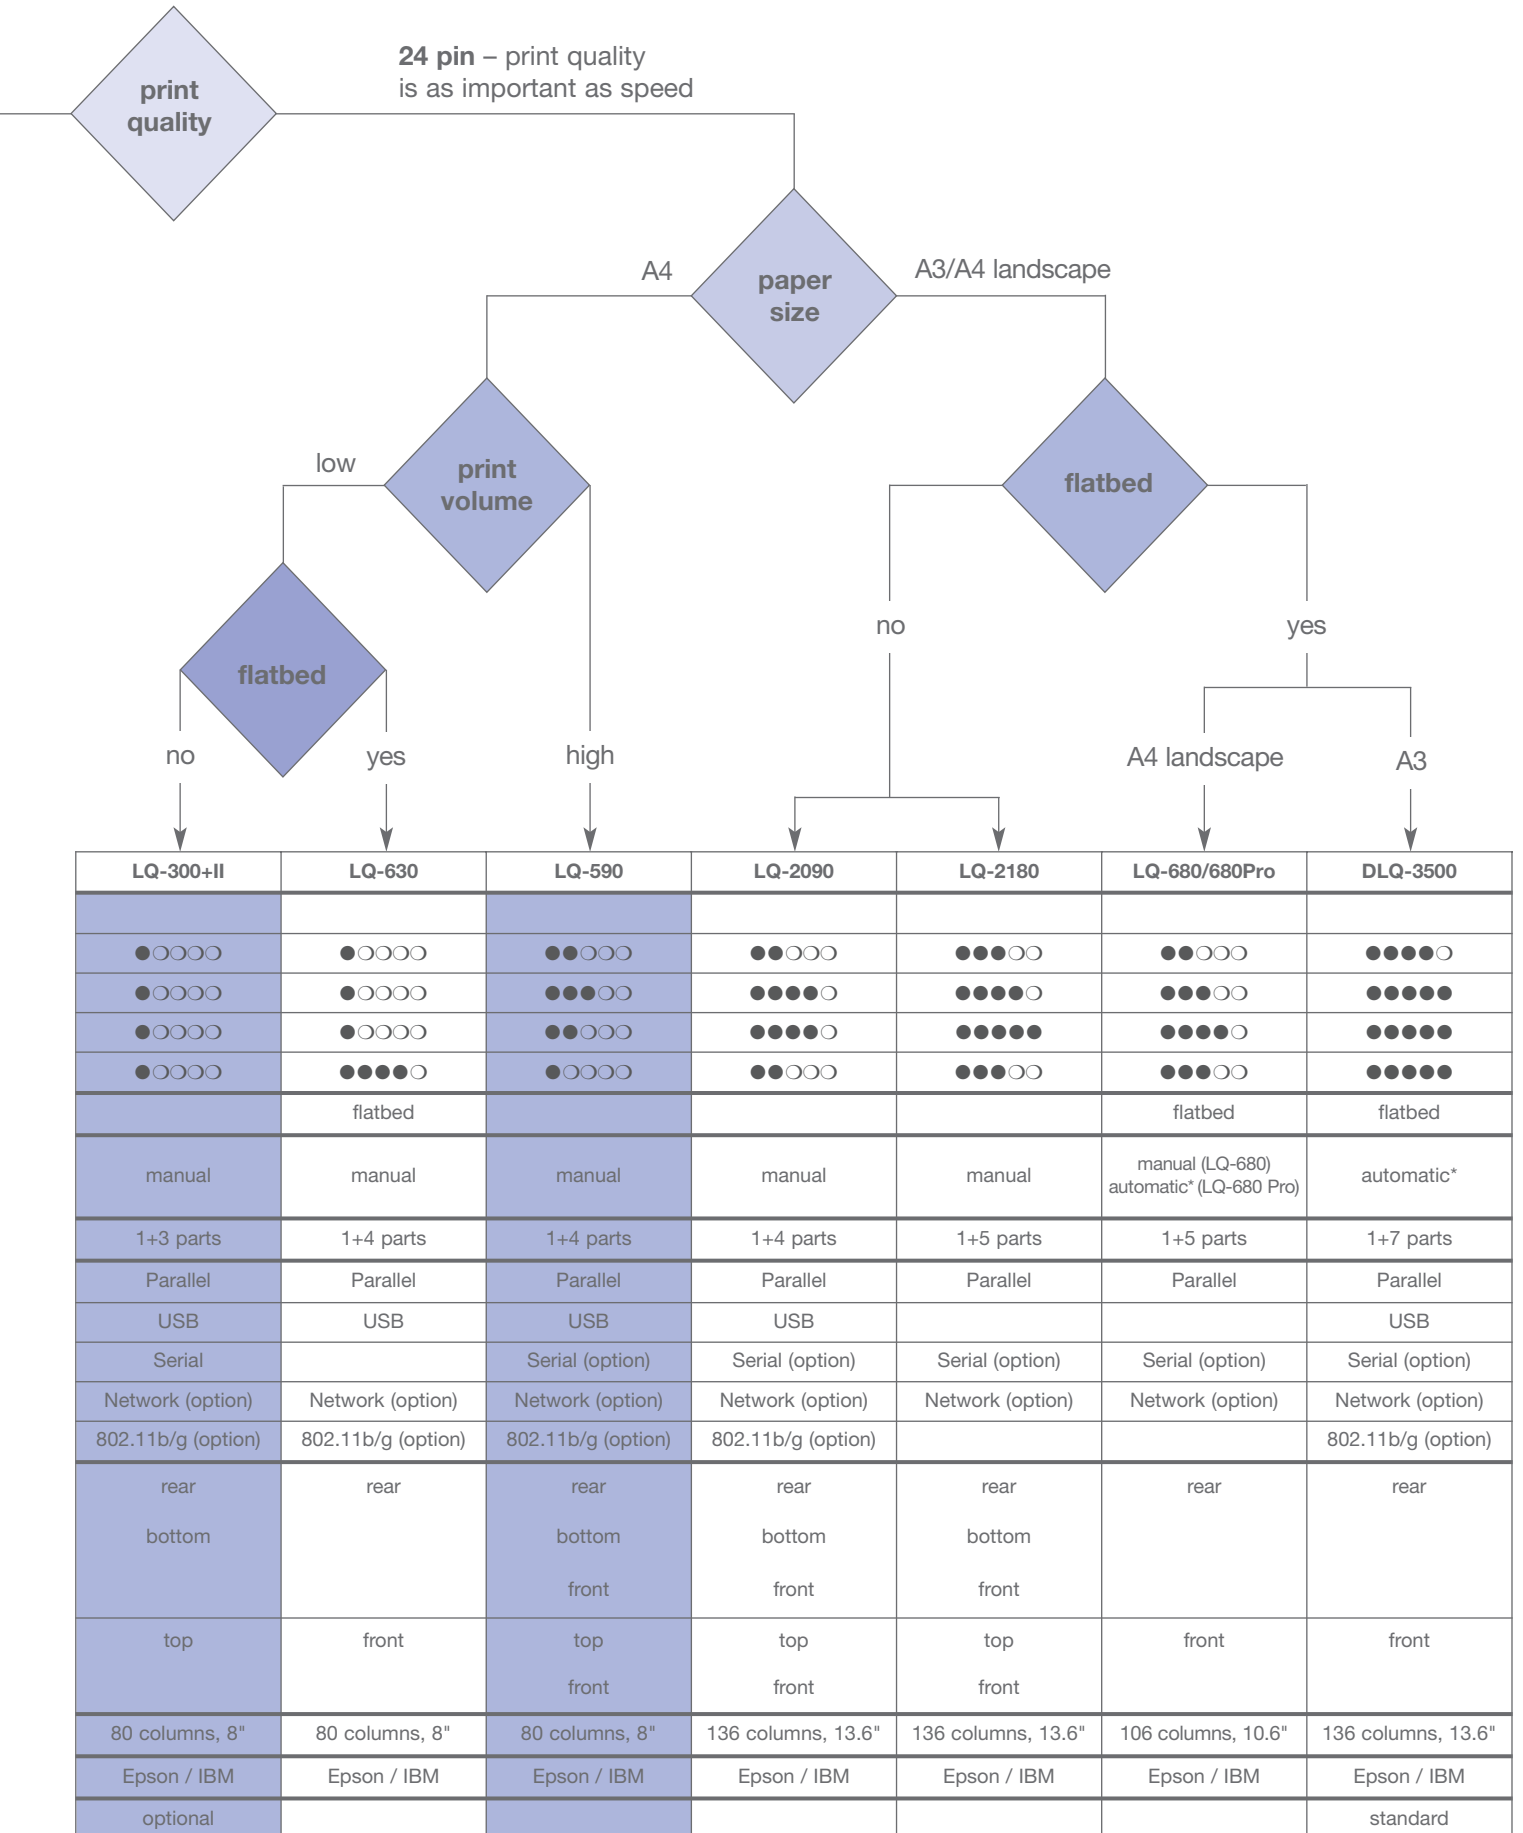 24 pin – print quality
is as important as speed
print
quality
A4
paper
size
A3/A4 landscape
low
print
volume
flatbed
no
yes
flatbed
no
yes
high
A4 landscape
A3
LQ-300+II LQ-630 LQ-590 LQ-2090 LQ-2180 LQ-680/680Pro DLQ-3500
●❍❍❍❍ ●❍❍❍❍ ●●❍❍❍ ●●❍❍❍ ●●●❍❍ ●●❍❍❍ ●●●●❍
●❍❍❍❍ ●❍❍❍❍ ●●●❍❍ ●●●●❍ ●●●●❍ ●●●❍❍ ●●●●●
●❍❍❍❍ ●❍❍❍❍ ●●❍❍❍ ●●●●❍ ●●●●● ●●●●❍ ●●●●●
●❍❍❍❍ ●●●●❍ ●❍❍❍❍ ●●❍❍❍ ●●●❍❍ ●●●❍❍ ●●●●●
flatbed flatbed flatbed
manual manual manual manual manual manual (LQ-680) automatic*
automatic* (LQ-680 Pro)
1+3 parts 1+4 parts 1+4 parts 1+4 parts 1+5 parts 1+5 parts 1+7 parts
Parallel Parallel Parallel Parallel Parallel Parallel Parallel
USB USB USB USB USB
Serial Serial (option) Serial (option) Serial (option) Serial (option) Serial (option)
Network (option) Network (option) Network (option) Network (option) Network (option) Network (option) Network (option)
802.11b/g (option) 802.11b/g (option) 802.11b/g (option) 802.11b/g (option) 802.11b/g (option)
rear rear rear rear rear rear rear
bottom bottom bottom bottom
front front front
top front top top top front front
front front front
80 columns, 8" 80 columns, 8" 80 columns, 8" 136 columns, 13.6" 136 columns, 13.6" 106 columns, 10.6" 136 columns, 13.6"
Epson / IBM Epson / IBM Epson / IBM Epson / IBM Epson / IBM Epson / IBM Epson / IBM
optional standard